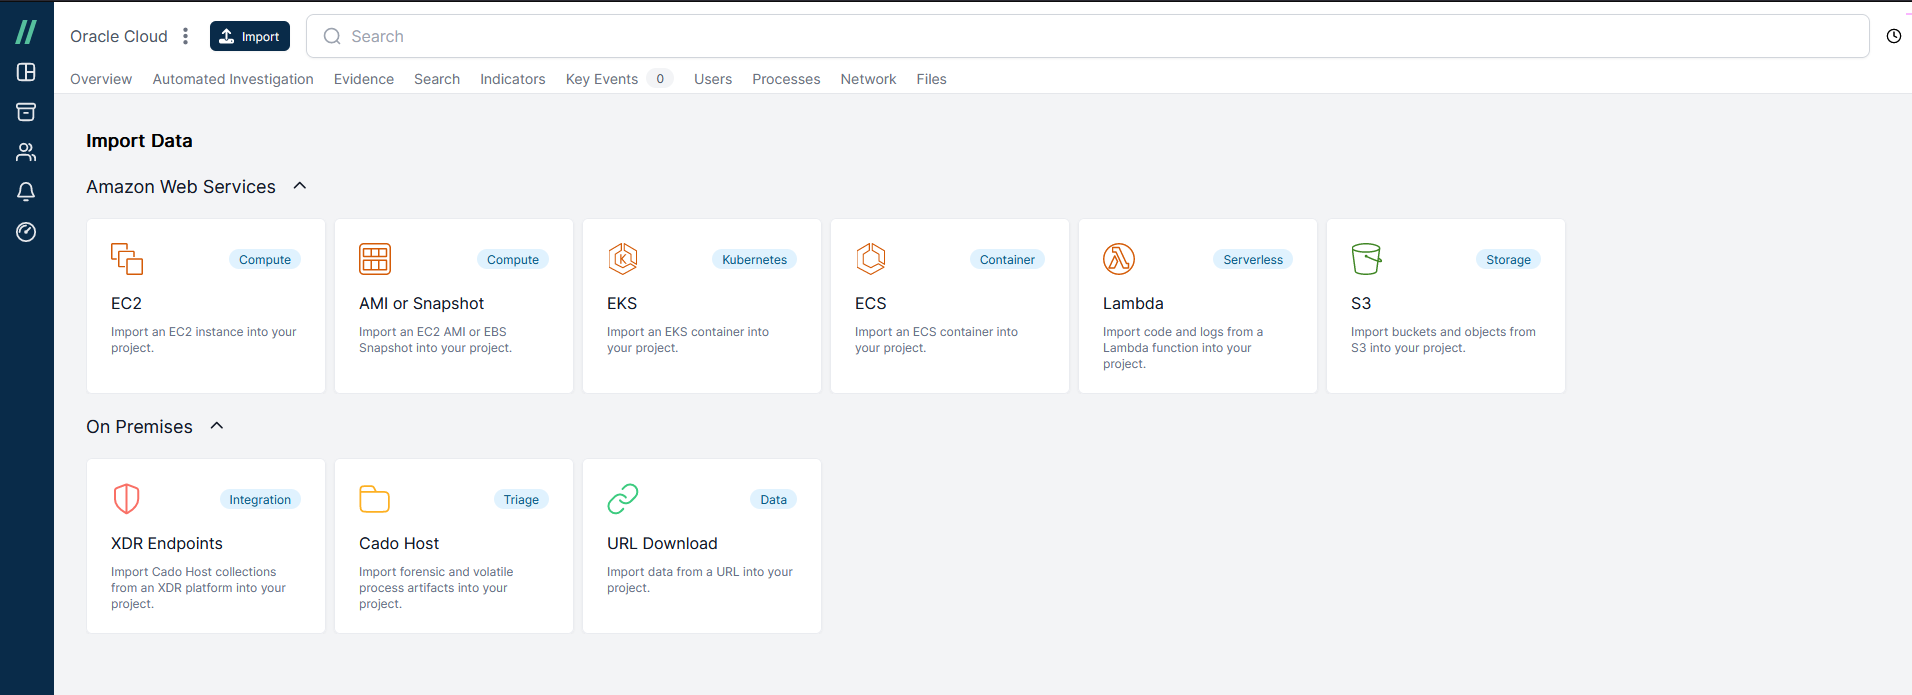 Oracle Cloud
Import
Search
Overview
Automated Investigation
Evidence
Search
Indicators
Key Events
0
Users
Processes
Network
Files
Import Data
Amazon Web Services
Compute
EC2
Import an EC2 instance into your
project.
Compute
AMI or Snapshot
Import an EC2 AMI or EBS
Snapshot into your project.
K
Kubernetes
EKS
Import an EKS container into
your project.
Container
ECS
Import an ECS container into
your project.
Serverless
Lambda
Import code and logs from a
Lambda function into your
project.
Storage
S3
Import buckets and objects from
S3 into your project.
On Premises
Integration
XDR Endpoints
Import Cado Host collections
from an XDR platform into your
project.
Triage
Cado Host
Import forensic and volatile
process artifacts into your
project.
Data
URL Download
Import data from a URL into your
project.